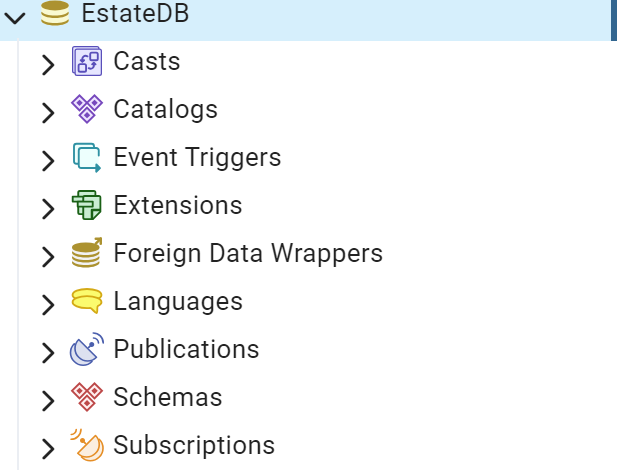 EstateDB
Casts
Catalogs
Event Triggers
Extensions
Foreign Data Wrappers
Languages
Publications
Schemas
Subscriptions